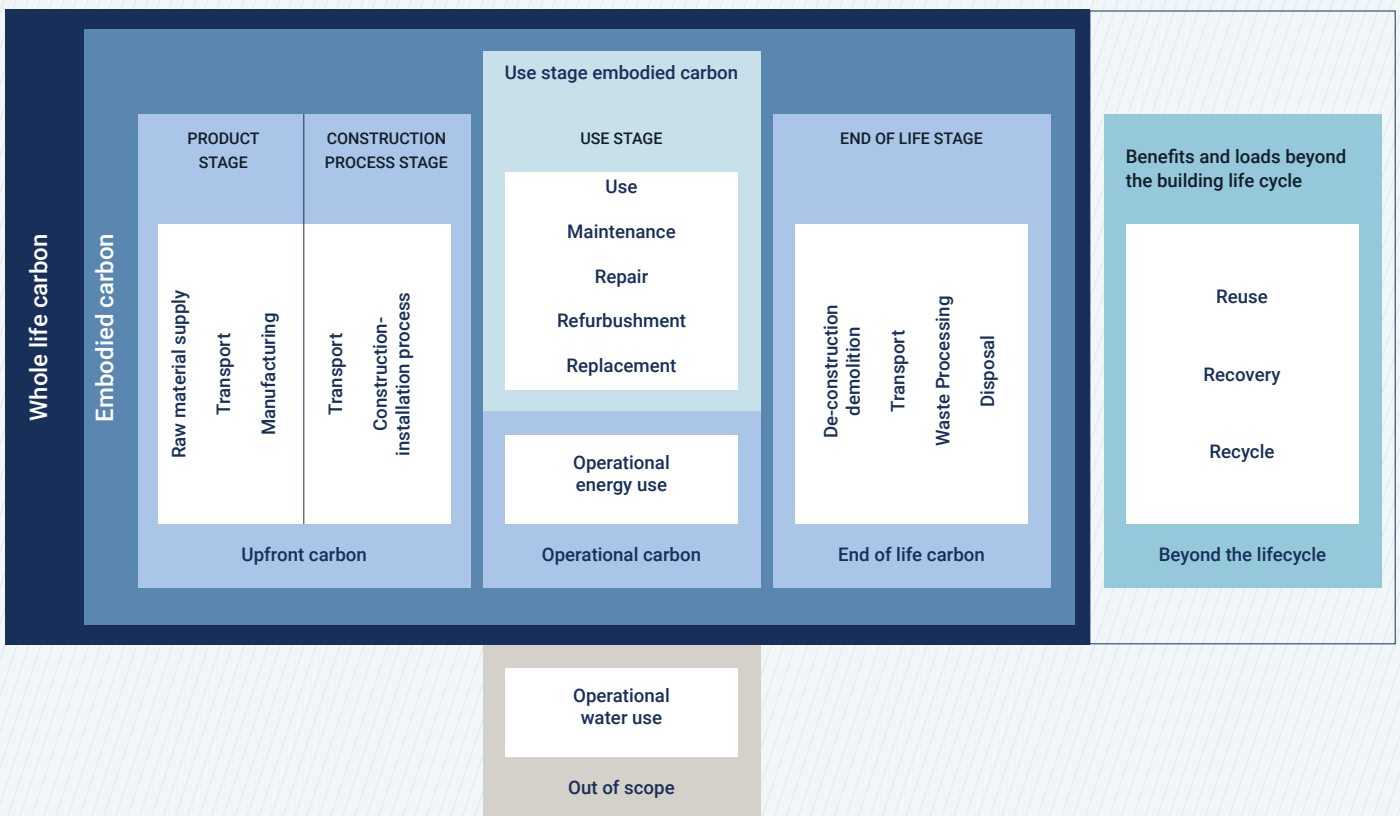 Whole life carbon
Embodied carbon
PRODUCT
STAGE
Raw material supply
Transport
Manufacturing
CONSTRUCTION
PROCESS STAGE
Transport
Construction-
installation process
Upfront carbon
Use stage embodied carbon
USE STAGE
Use
Maintenance
Repair
Refurbushment
Replacement
Operational
energy use
Operational carbon
END OF LIFE STAGE
De-construction
demolition
Transport
Waste Processing
Disposal
End of life carbon
Benefits and loads beyond
the building life cycle
Reuse
Recovery
Recycle
Beyond the lifecycle
Operational
water use
Out of scope